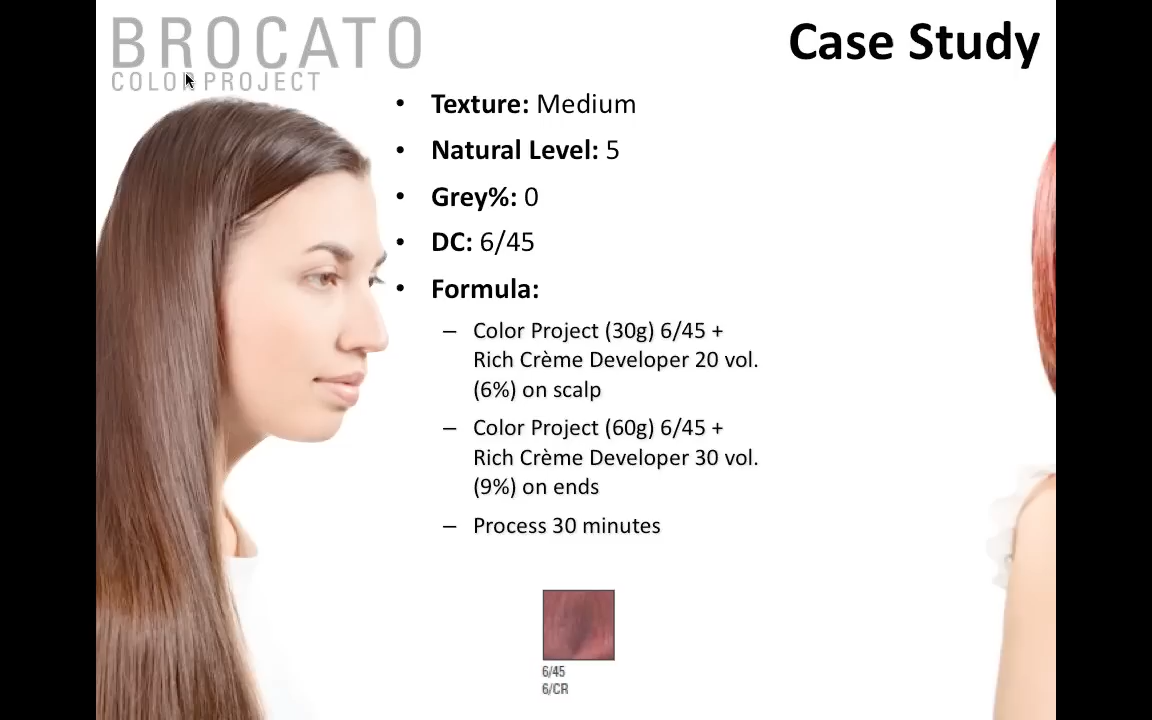 BROCATO
COLOR PROJECT
Case Study
• Texture: Medium
• Natural Level: 5
• Grey%: 0
• DC: 6/45
• Formula:
– Color Project (30g) 6/45 +
Rich Crème Developer 20 vol.
(6%) on scalp
– Color Project (60g) 6/45 +
Rich Crème Developer 30 vol.
(9%) on ends
– Process 30 minutes
6/45
6/CR